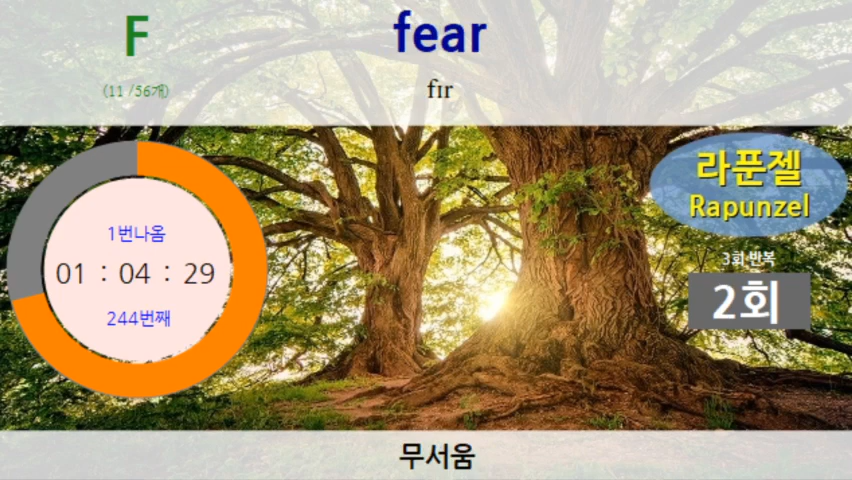 F
(11 /56개)
fear
fɪr
1번나옴
01 : 04 : 29
244번째
라푼젤
Rapunzel
3회 반복
2회
무서움